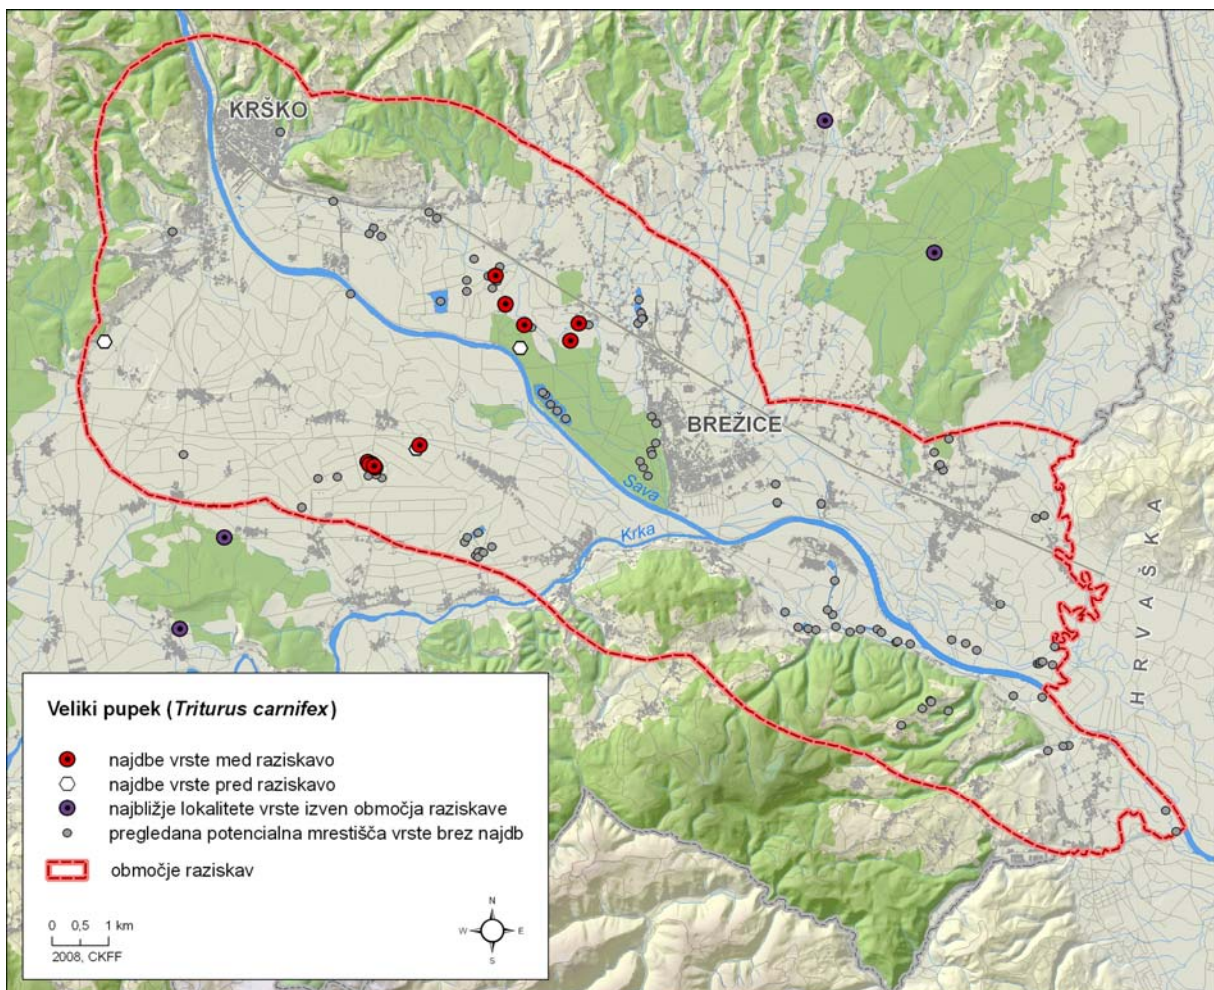 KRŠKO
BREŽICE
Sava
Krka
HRVAŠKA
Veliki pupek (Triturus carnifex)
najdbe vrste med raziskavo
najdbe vrste pred raziskavo
najbližje lokalitete vrste izven območja raziskave
pregledana potencialna mrestišča vrste brez najdb
območje raziskav
0 0,5 1 km
2008, CKFF
N
W E
S